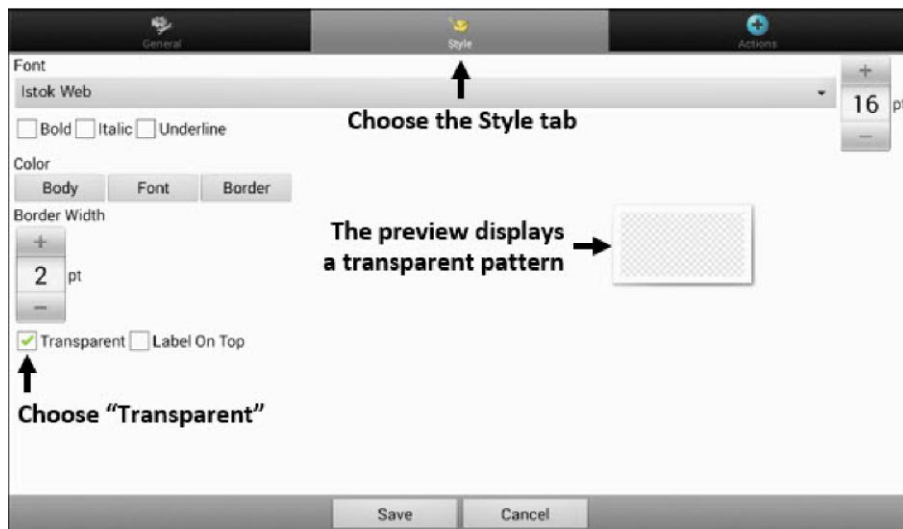 General
Style
Actions
Font
Istok Web
+
16 pt
−
Bold Italic Underline
Choose the Style tab
Color
Body Font Border
Border Width
+
2 pt
−
The preview displays
a transparent pattern
Transparent Label On Top
Choose “Transparent”
Save Cancel